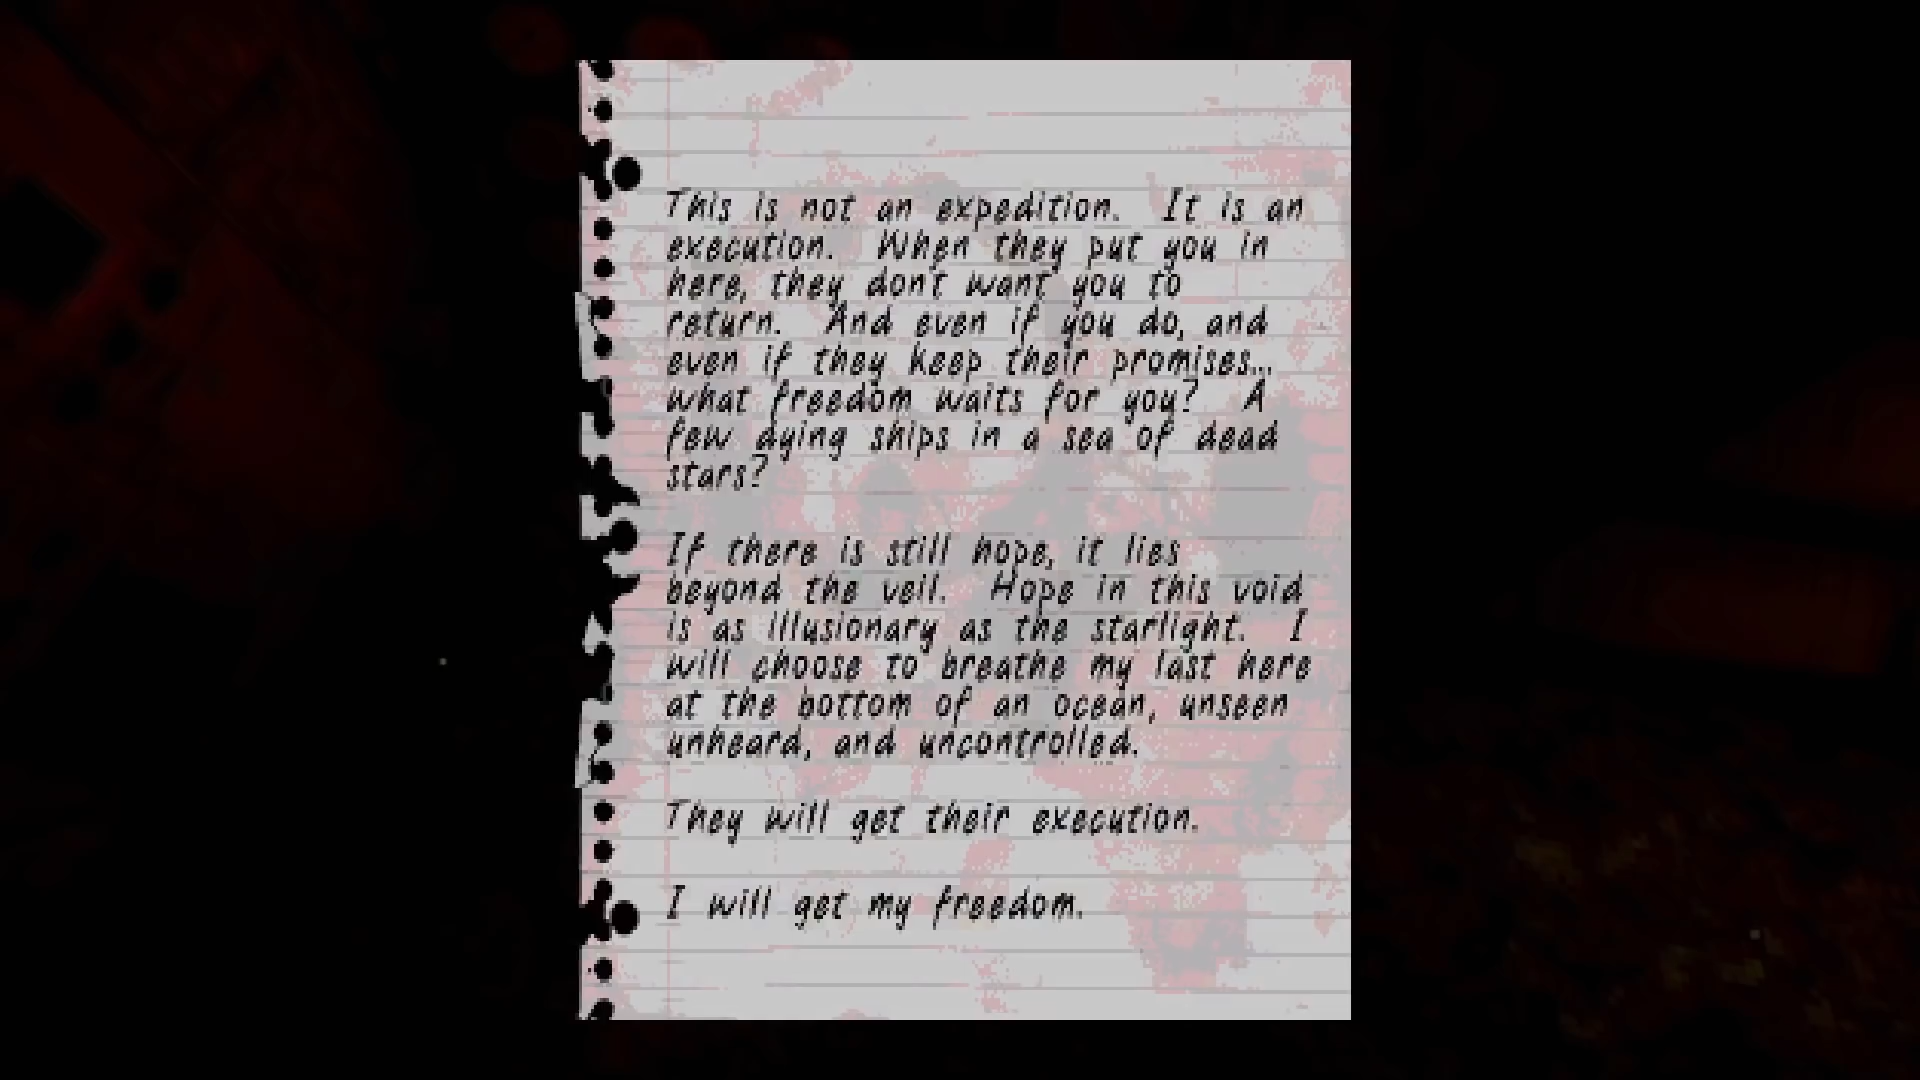 This is not an expedition.  It is an
execution.  When they put you in
here, they don't want you to
return.  And even if you do, and
even if they keep their promises...
what freedom waits for you?  A
few dying ships in a sea of dead
stars?
If there is still hope, it lies
beyond the veil.  Hope in this void
is as illusionary as the starlight.  I
will choose to breathe my last here
at the bottom of an ocean, unseen
unheard, and uncontrolled.
They will get their execution.
I will get my freedom.